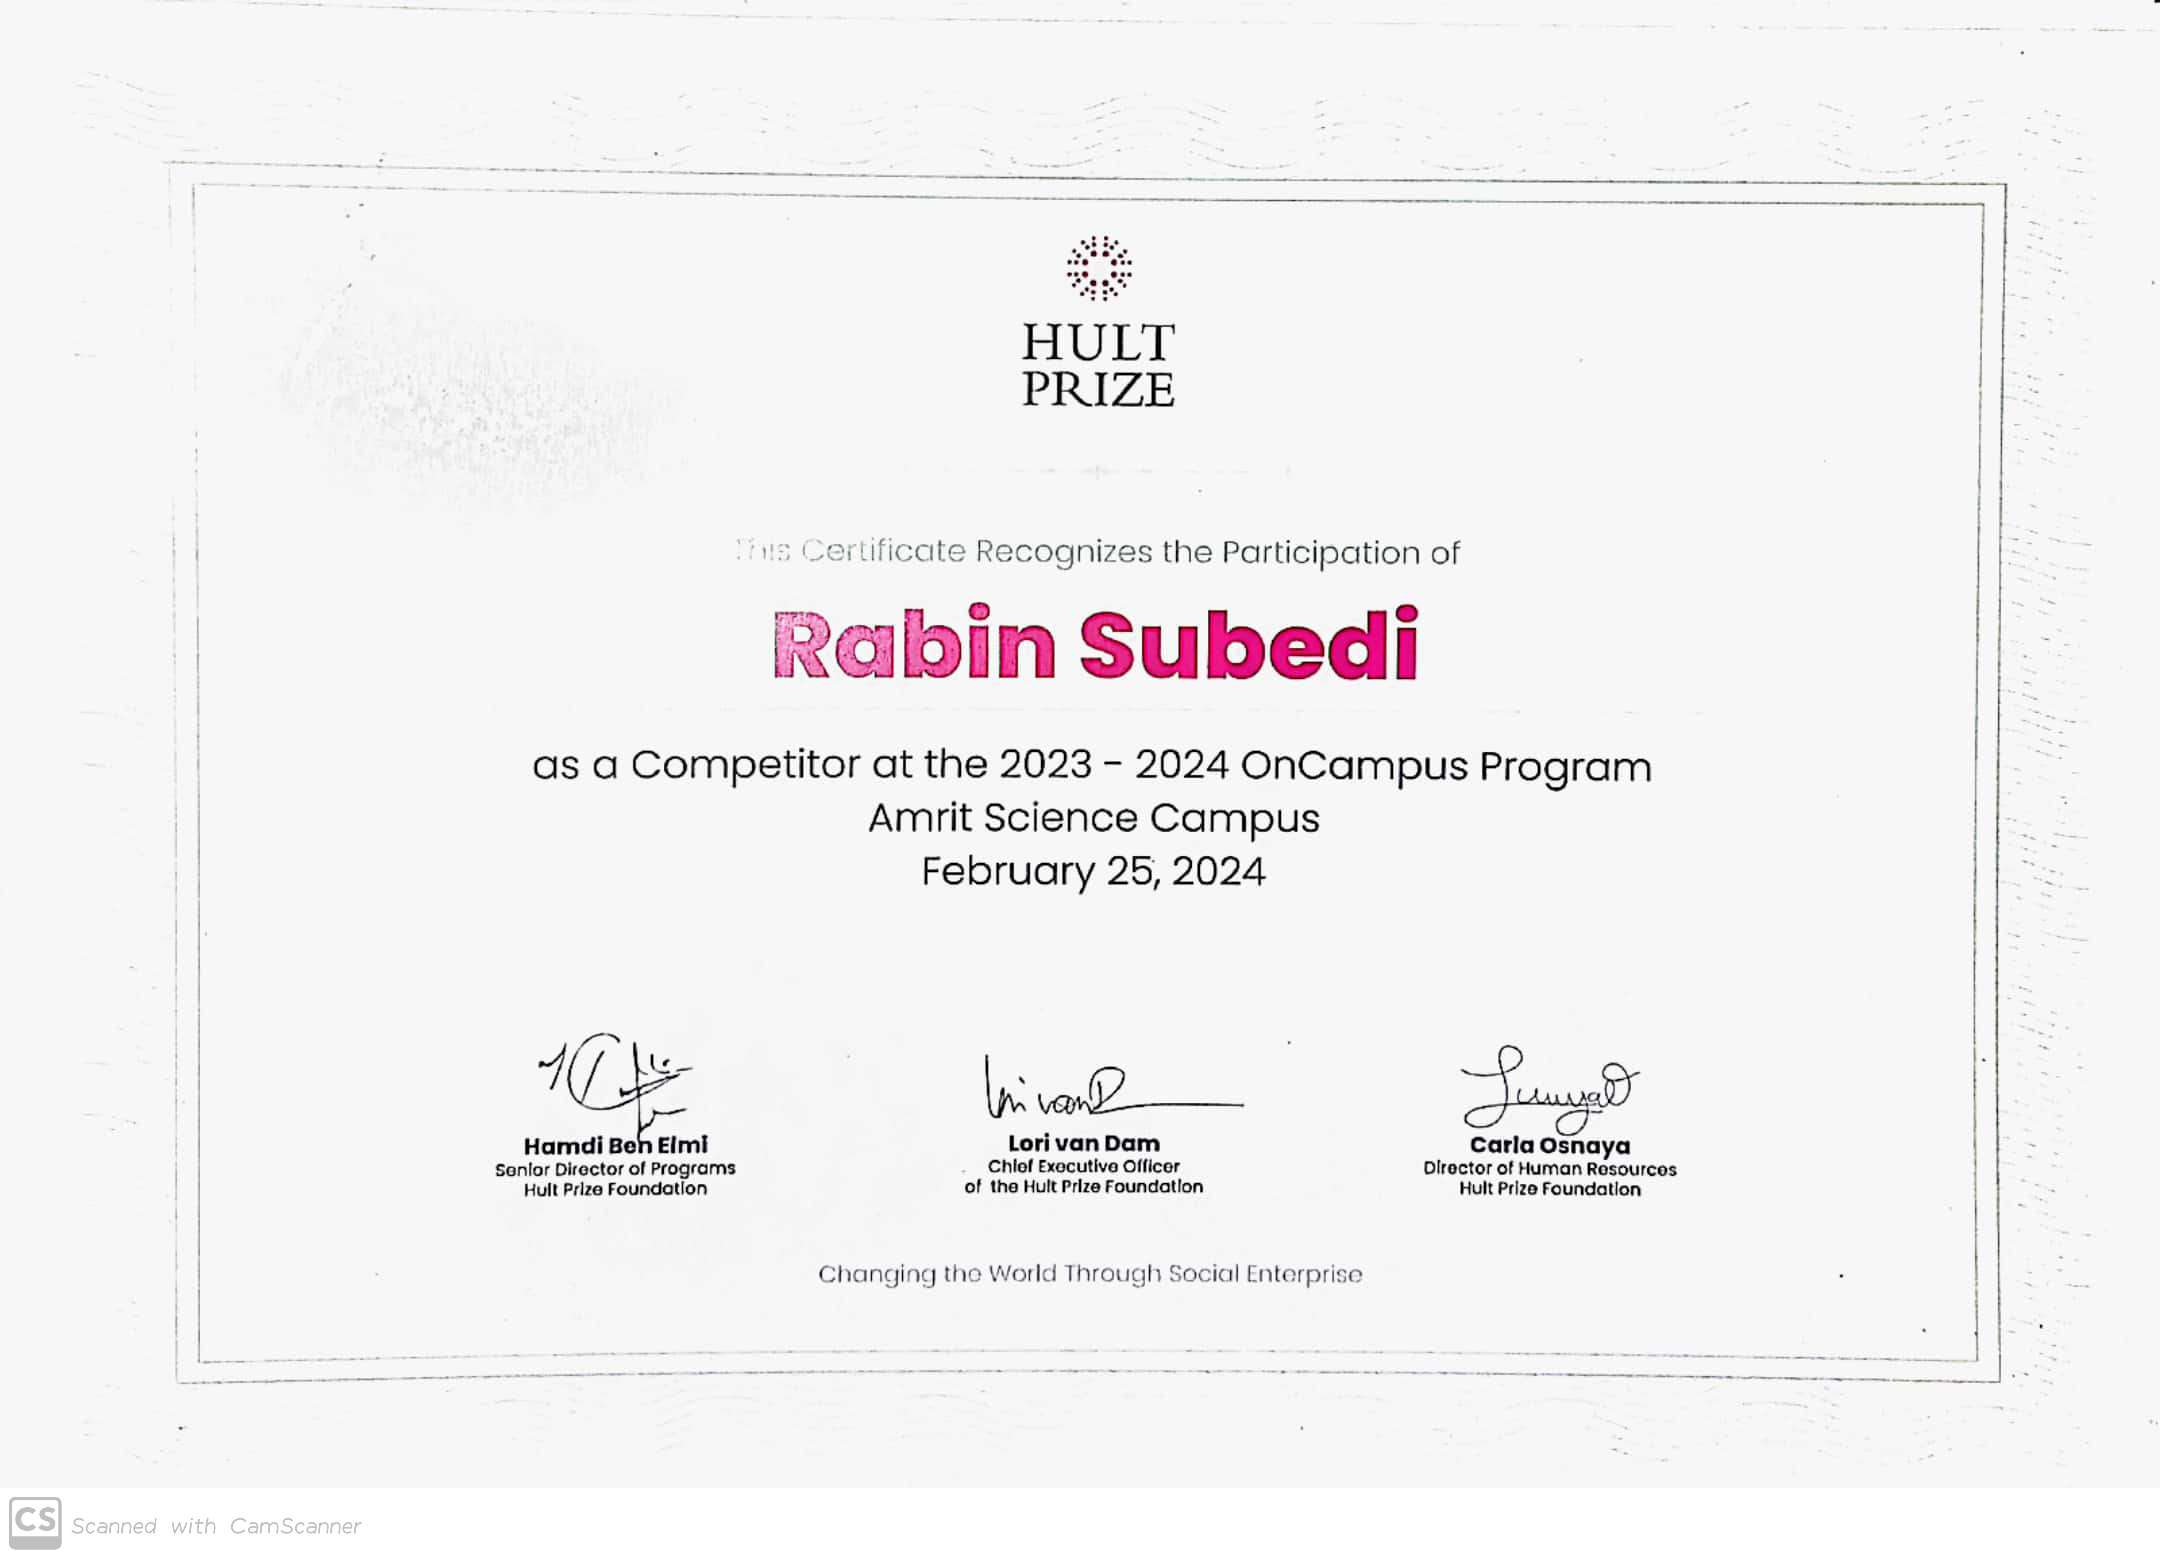 HULT
PRIZE
This Certificate Recognizes the Participation of
Rabin Subedi
as a Competitor at the 2023 - 2024 OnCampus Program
Amrit Science Campus
February 25, 2024
Hamdi Ben Elmi
Senior Director of Programs
Hult Prize Foundation
Lori van Dam
Chief Executive Officer
of the Hult Prize Foundation
Carla Osnaya
Director of Human Resources
Hult Prize Foundation
Changing the World Through Social Enterprise
CS Scanned with CamScanner